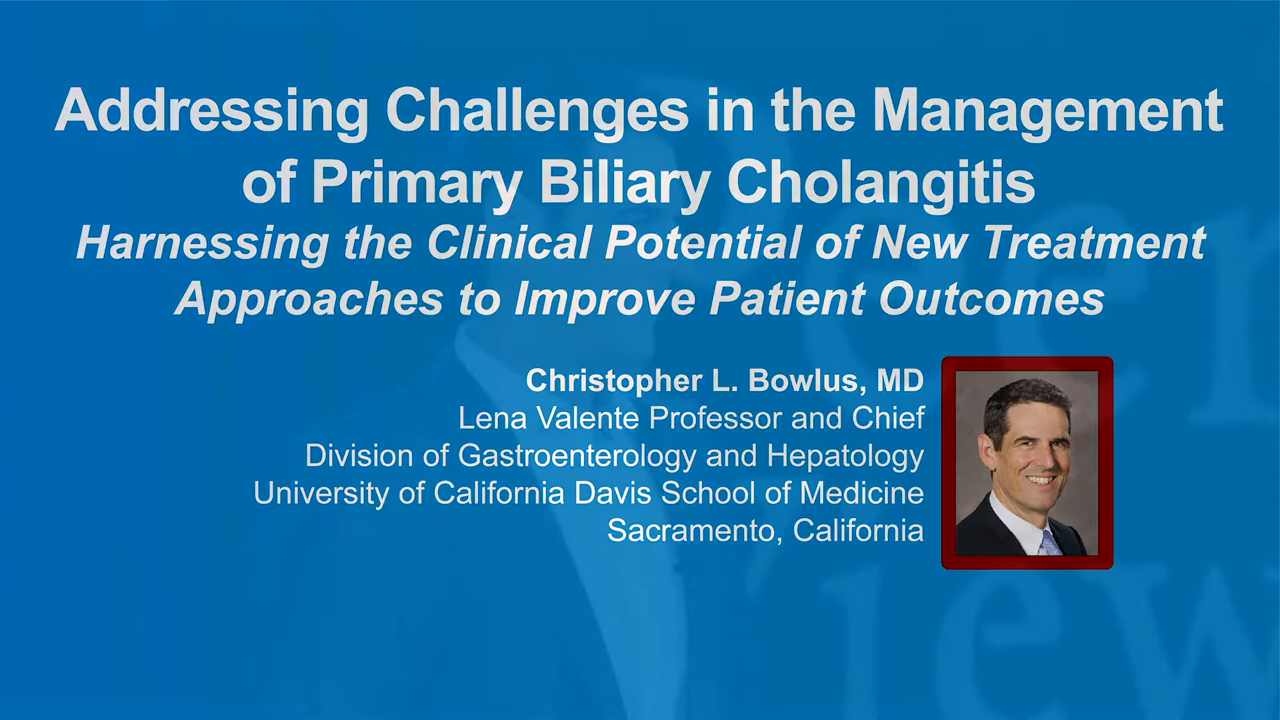 Addressing Challenges in the Management
of Primary Biliary Cholangitis
Harnessing the Clinical Potential of New Treatment
Approaches to Improve Patient Outcomes
Christopher L. Bowlus, MD
Lena Valente Professor and Chief
Division of Gastroenterology and Hepatology
University of California Davis School of Medicine
Sacramento, California